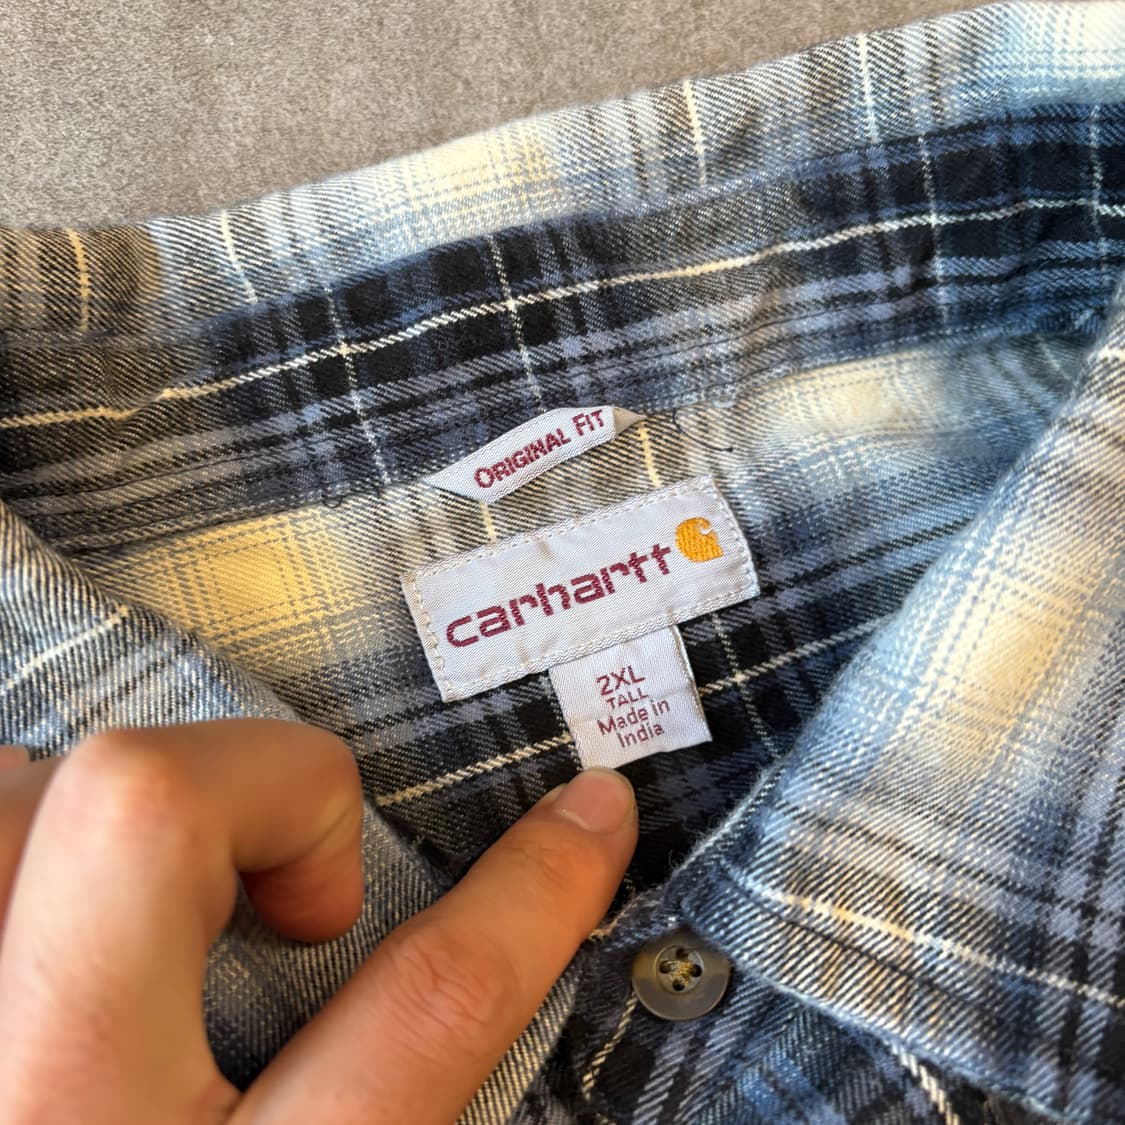 ORIGINAL FIT
carhartt
2XL
TALL
Made in
India